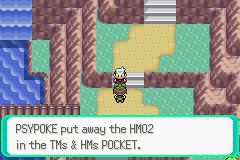 PSYPOKE put away the HM02
in the TMs & HMs POCKET.